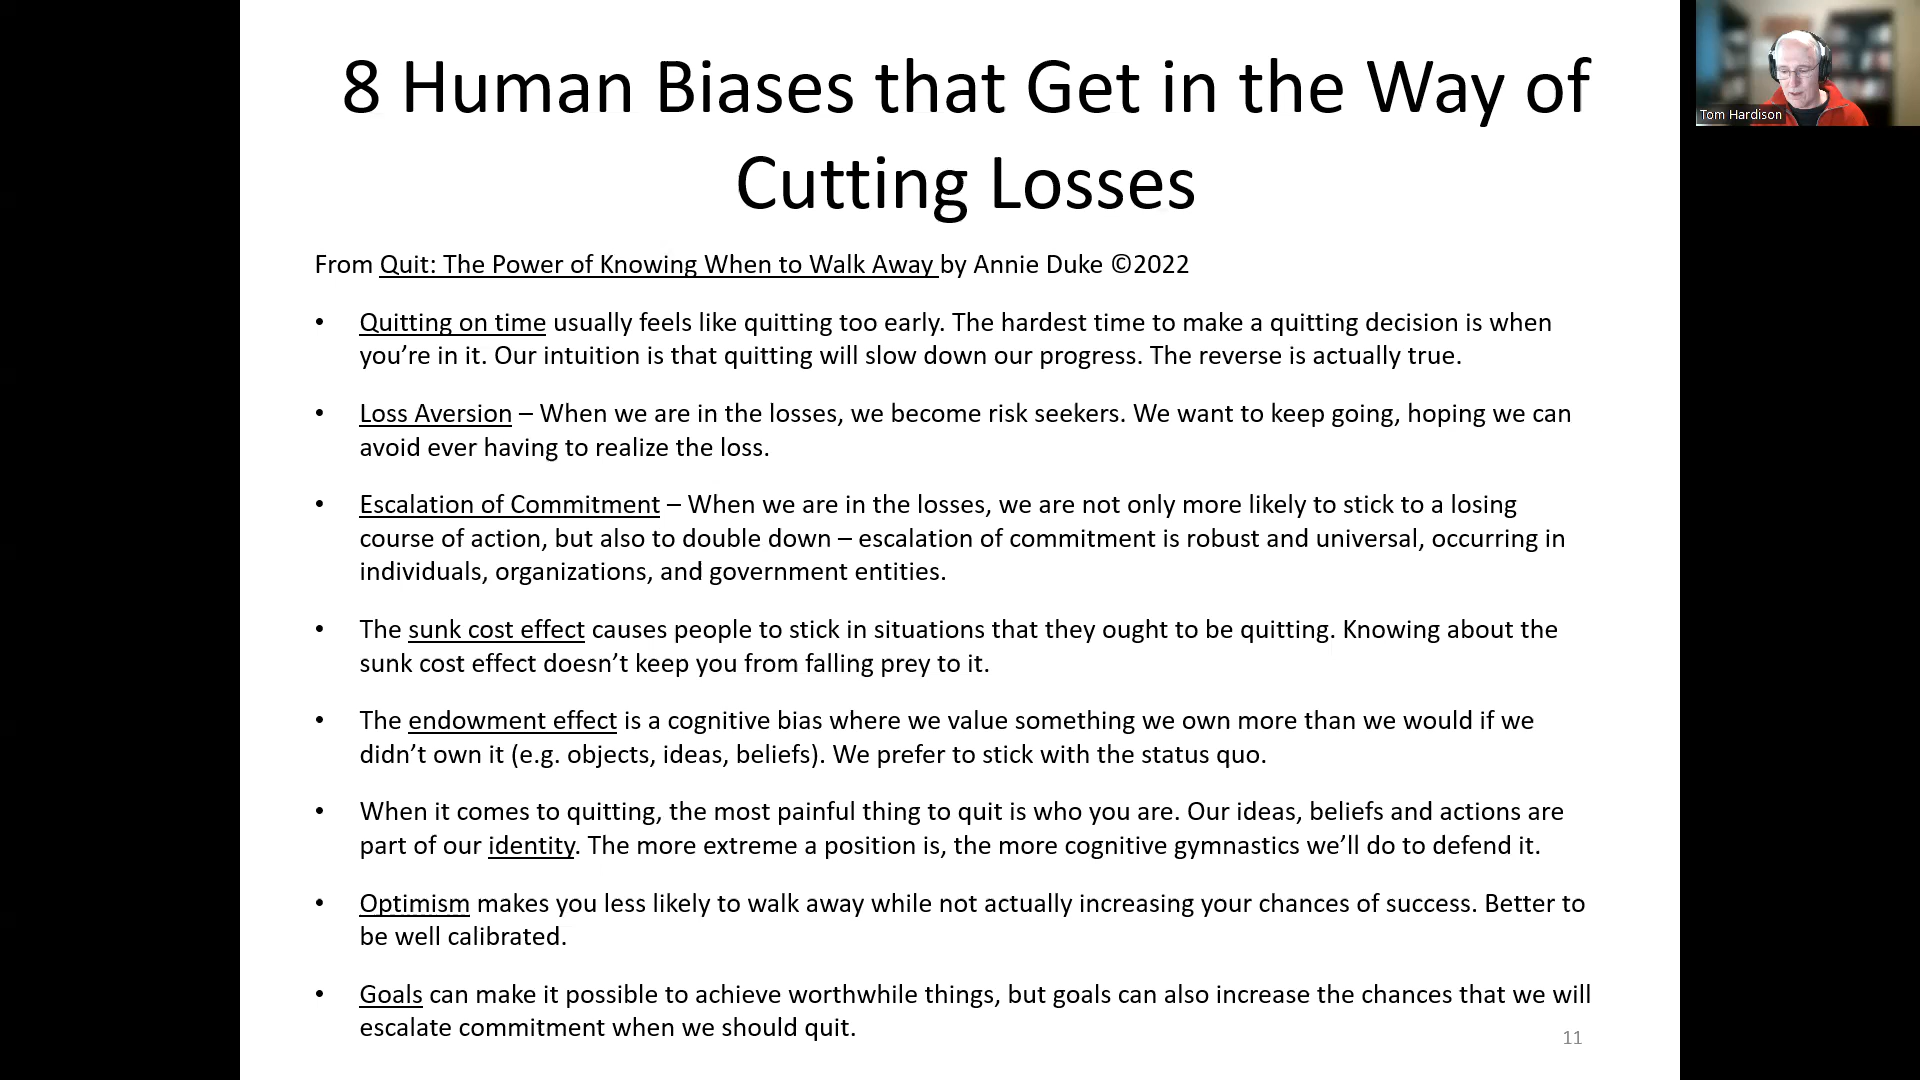 8 Human Biases that Get in the Way of
Cutting Losses
Tom Hardison
From Quit: The Power of Knowing When to Walk Away by Annie Duke ©2022
• Quitting on time usually feels like quitting too early. The hardest time to make a quitting decision is when
you’re in it. Our intuition is that quitting will slow down our progress. The reverse is actually true.
• Loss Aversion – When we are in the losses, we become risk seekers. We want to keep going, hoping we can
avoid ever having to realize the loss.
• Escalation of Commitment – When we are in the losses, we are not only more likely to stick to a losing
course of action, but also to double down – escalation of commitment is robust and universal, occurring in
individuals, organizations, and government entities.
• The sunk cost effect causes people to stick in situations that they ought to be quitting. Knowing about the
sunk cost effect doesn’t keep you from falling prey to it.
• The endowment effect is a cognitive bias where we value something we own more than we would if we
didn’t own it (e.g. objects, ideas, beliefs). We prefer to stick with the status quo.
• When it comes to quitting, the most painful thing to quit is who you are. Our ideas, beliefs and actions are
part of our identity. The more extreme a position is, the more cognitive gymnastics we’ll do to defend it.
• Optimism makes you less likely to walk away while not actually increasing your chances of success. Better to
be well calibrated.
• Goals can make it possible to achieve worthwhile things, but goals can also increase the chances that we will
escalate commitment when we should quit.
11